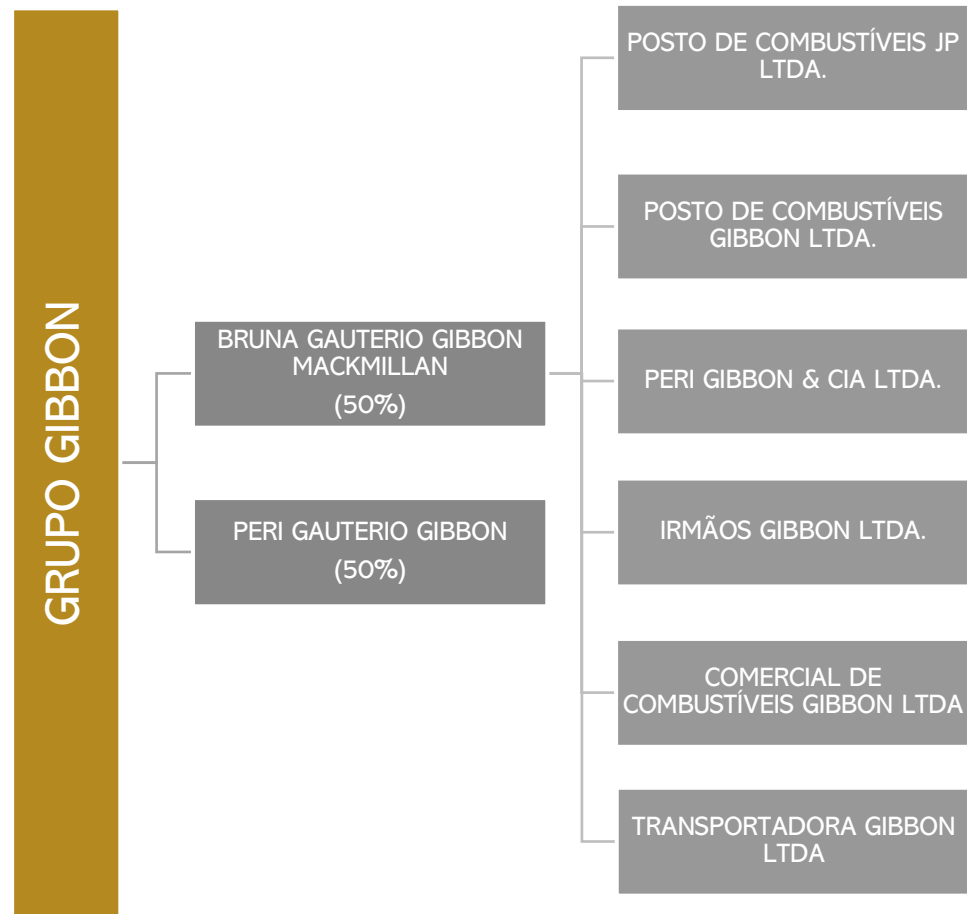 GRUPO GIBBON
BRUNA GAUTERIO GIBBON
MACKMILLAN
(50%)
PERI GAUTERIO GIBBON
(50%)
POSTO DE COMBUSTÍVEIS JP
LTDA.
POSTO DE COMBUSTÍVEIS
GIBBON LTDA.
PERI GIBBON & CIA LTDA.
IRMÃOS GIBBON LTDA.
COMERCIAL DE
COMBUSTÍVEIS GIBBON LTDA
TRANSPORTADORA GIBBON
LTDA